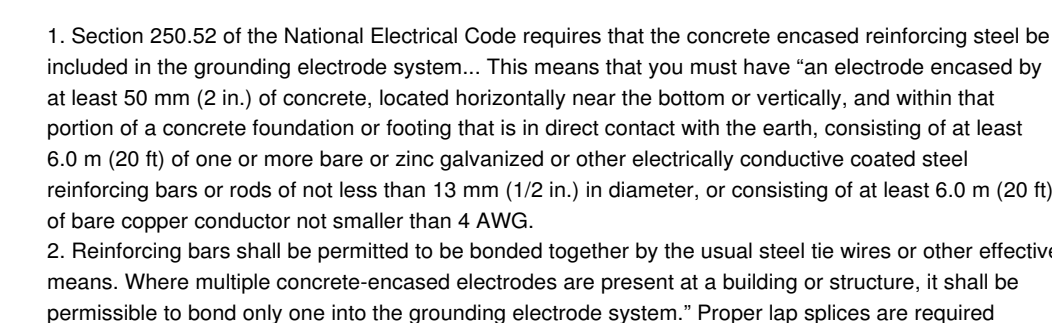 1. Section 250.52 of the National Electrical Code requires that the concrete encased reinforcing steel be
included in the grounding electrode system... This means that you must have “an electrode encased by
at least 50 mm (2 in.) of concrete, located horizontally near the bottom or vertically, and within that
portion of a concrete foundation or footing that is in direct contact with the earth, consisting of at least
6.0 m (20 ft) of one or more bare or zinc galvanized or other electrically conductive coated steel
reinforcing bars or rods of not less than 13 mm (1/2 in.) in diameter, or consisting of at least 6.0 m (20 ft)
of bare copper conductor not smaller than 4 AWG.
2. Reinforcing bars shall be permitted to be bonded together by the usual steel tie wires or other effective
means. Where multiple concrete-encased electrodes are present at a building or structure, it shall be
permissible to bond only one into the grounding electrode system.” Proper lap splices are required